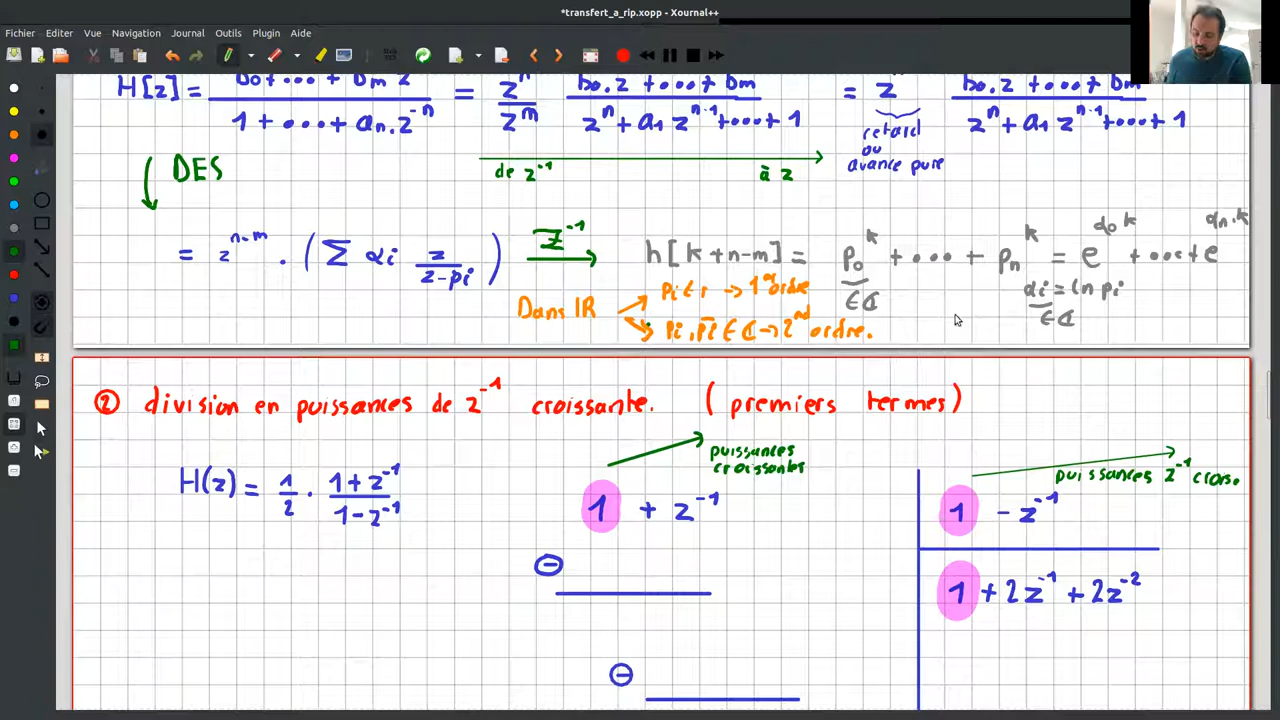 *transfert_a_rip.xopp - Xournal++
Fichier Editer Vue Navigation Journal Outils Plugin Aide
H[z] = b0+...+bm z / 1+...+an.z^-n = z^n/z^m b0.z+...+bm / z^n+a1 z^n-1+...+1 = z b0.z+...+bm / z^n+a1 z^n-1+...+1
retard
ou
avance pure
de z^-1 à z
DES
= z^n-m . ( Σ αi z/z-pi ) Z^-1 h[k+n-m] = p0^k + ... + pn^k = e^α0 k + ... + e^αn.k
∈ ℂ
αi = ln pi
∈ ℂ
Dans IR
pi ∈ r → 1er ordre
pi, p̄i ∈ ℂ → 2nd ordre.
② division en puissances de z^-1 croissante. (premiers termes)
H(z) = 1/2 . 1+z^-1 / 1-z^-1
puissances
croissantes
1 + z^-1
⊖
⊖
puissances z^-1 crois.
1 - z^-1
1 + 2z^-1 + 2z^-2